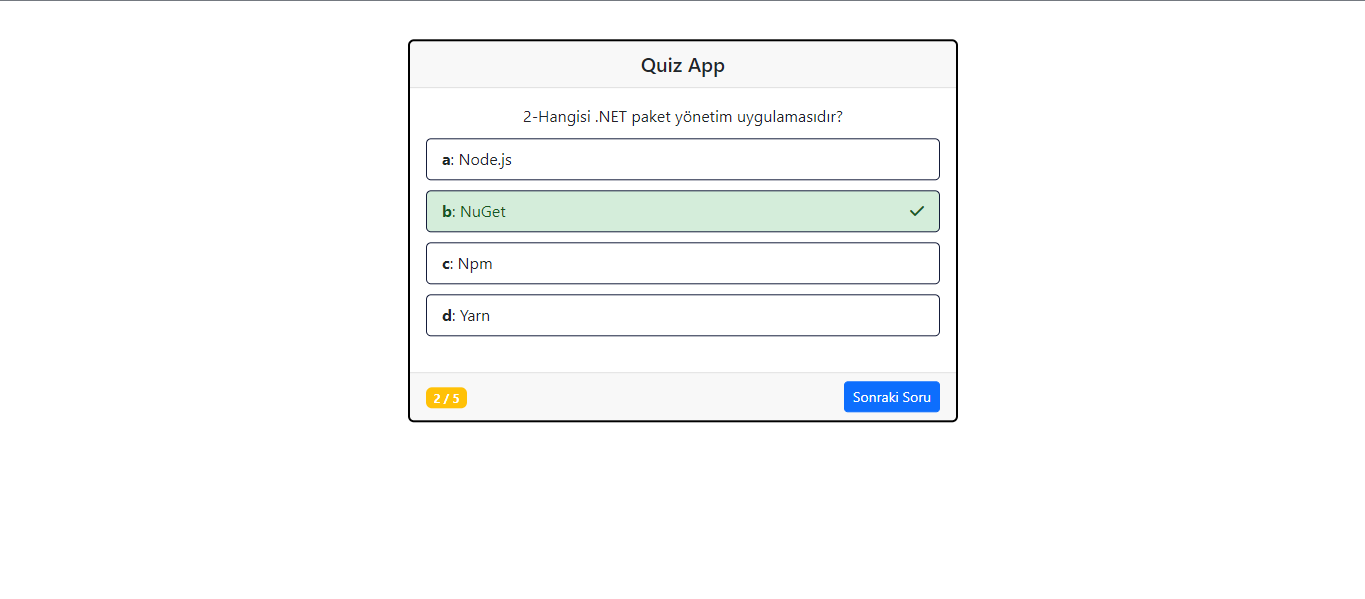 Quiz App
2-Hangisi .NET paket yönetim uygulamasıdır?
a: Node.js
b: NuGet
c: Npm
d: Yarn
2 / 5
Sonraki Soru